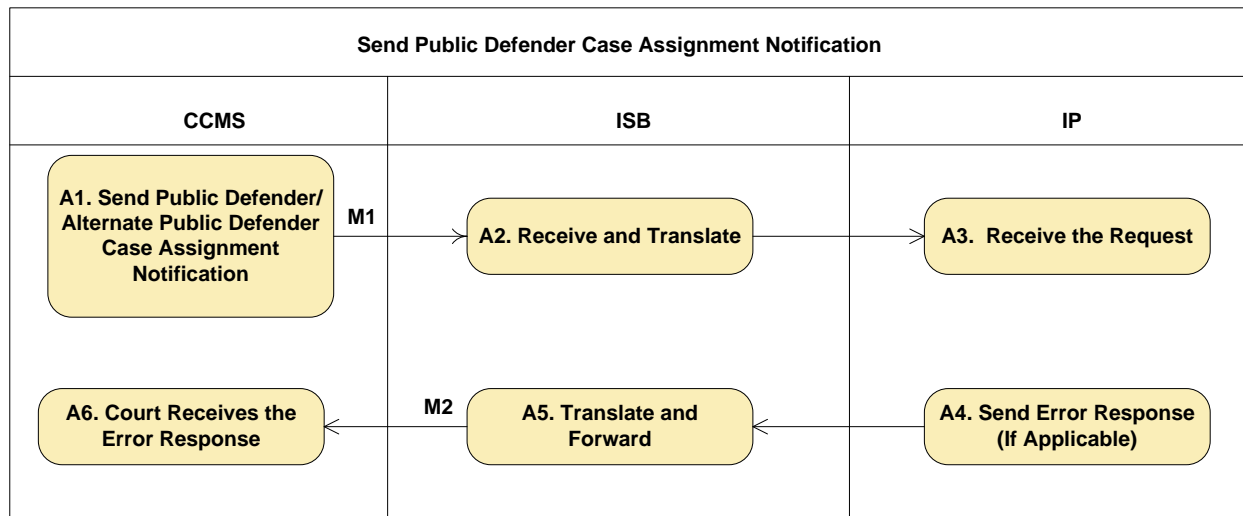 Send Public Defender Case Assignment Notification
CCMS
ISB
IP
A1. Send Public Defender/
Alternate Public Defender
Case Assignment
Notification
M1
A2. Receive and Translate
A3. Receive the Request
A6. Court Receives the
Error Response
M2
A5. Translate and
Forward
A4. Send Error Response
(If Applicable)